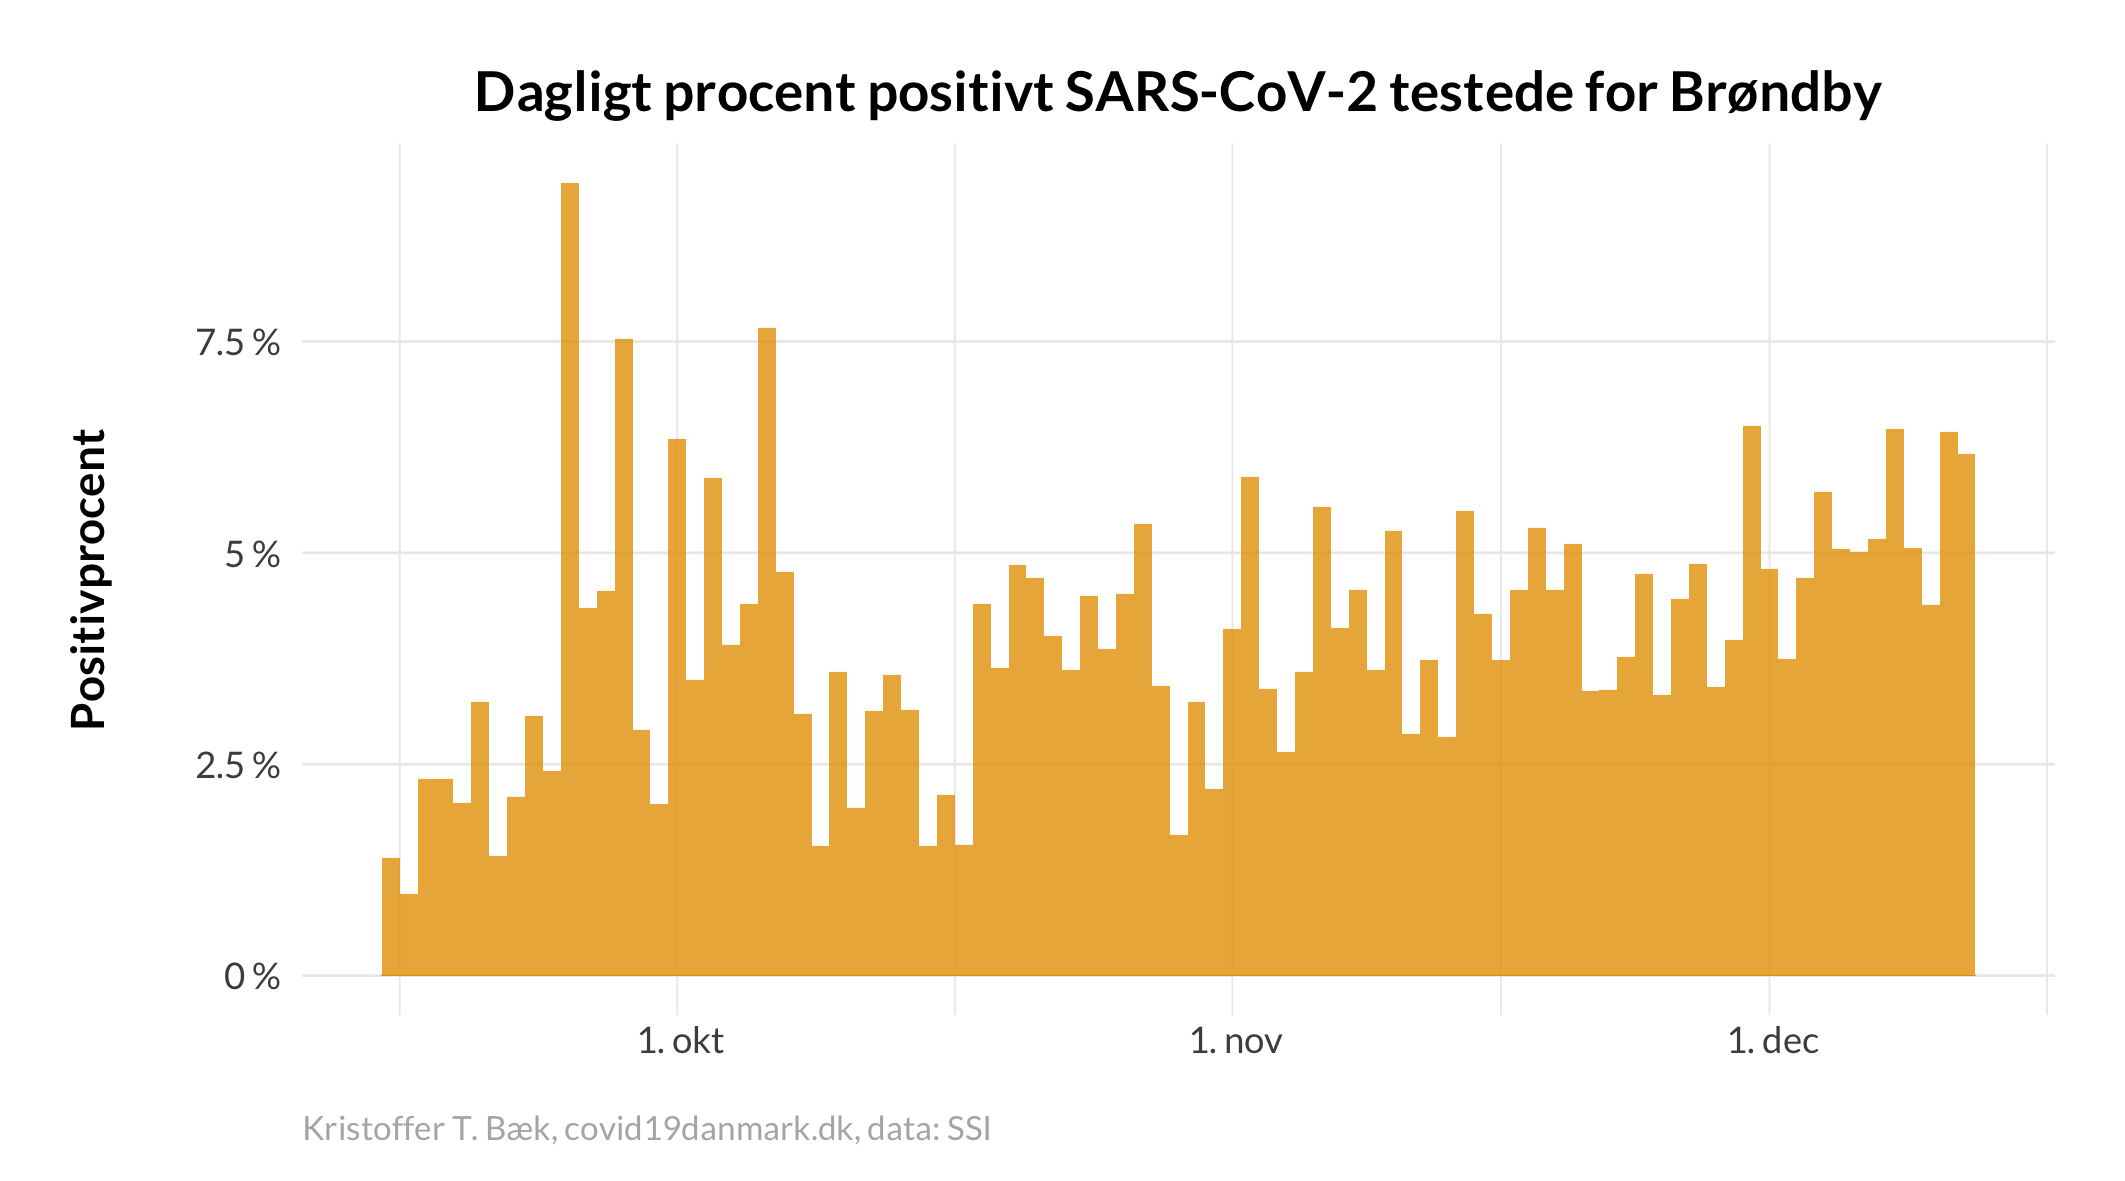 Dagligt procent positivt SARS-CoV-2 testede for Brøndby
Positivprocent
7.5 %
5 %
2.5 %
0 %
1. okt
1. nov
1. dec
Kristoffer T. Bæk, covid19danmark.dk, data: SSI